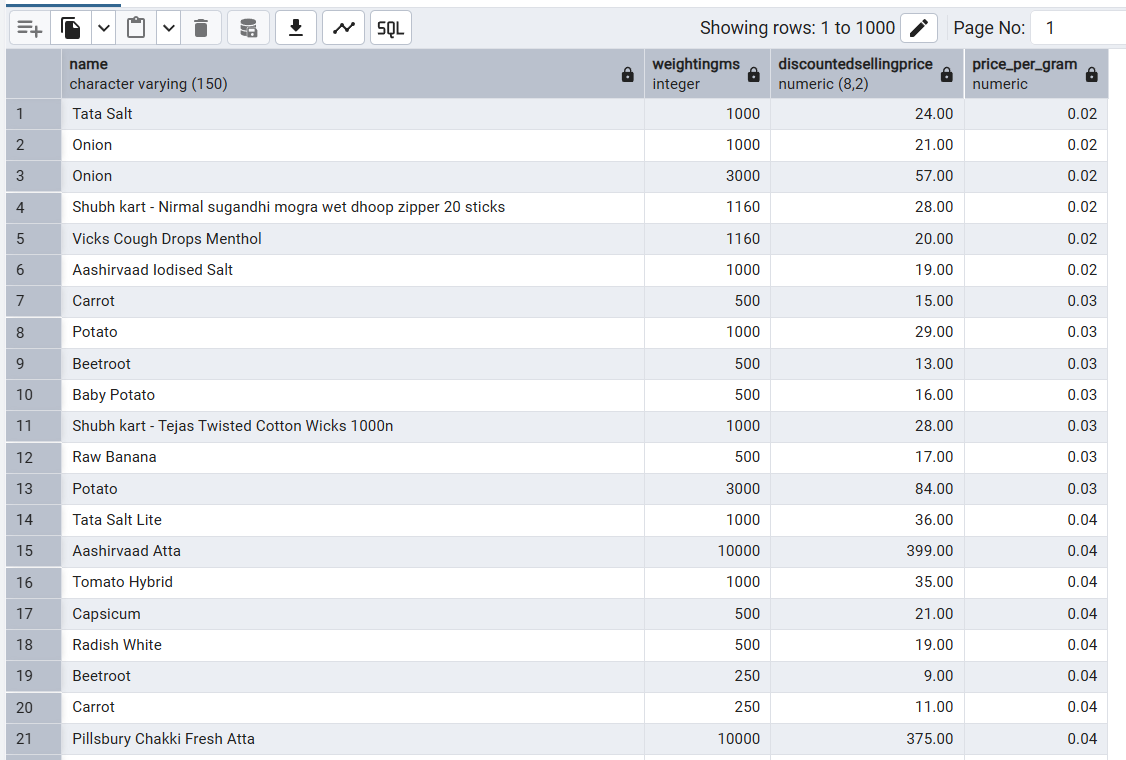 SQL Showing rows: 1 to 1000 Page No: 1
name weightingms discountedsellingprice price_per_gram
character varying (150) integer numeric (8,2) numeric
1 Tata Salt 1000 24.00 0.02
2 Onion 1000 21.00 0.02
3 Onion 3000 57.00 0.02
4 Shubh kart - Nirmal sugandhi mogra wet dhoop zipper 20 sticks 1160 28.00 0.02
5 Vicks Cough Drops Menthol 1160 20.00 0.02
6 Aashirvaad Iodised Salt 1000 19.00 0.02
7 Carrot 500 15.00 0.03
8 Potato 1000 29.00 0.03
9 Beetroot 500 13.00 0.03
10 Baby Potato 500 16.00 0.03
11 Shubh kart - Tejas Twisted Cotton Wicks 1000n 1000 28.00 0.03
12 Raw Banana 500 17.00 0.03
13 Potato 3000 84.00 0.03
14 Tata Salt Lite 1000 36.00 0.04
15 Aashirvaad Atta 10000 399.00 0.04
16 Tomato Hybrid 1000 35.00 0.04
17 Capsicum 500 21.00 0.04
18 Radish White 500 19.00 0.04
19 Beetroot 250 9.00 0.04
20 Carrot 250 11.00 0.04
21 Pillsbury Chakki Fresh Atta 10000 375.00 0.04